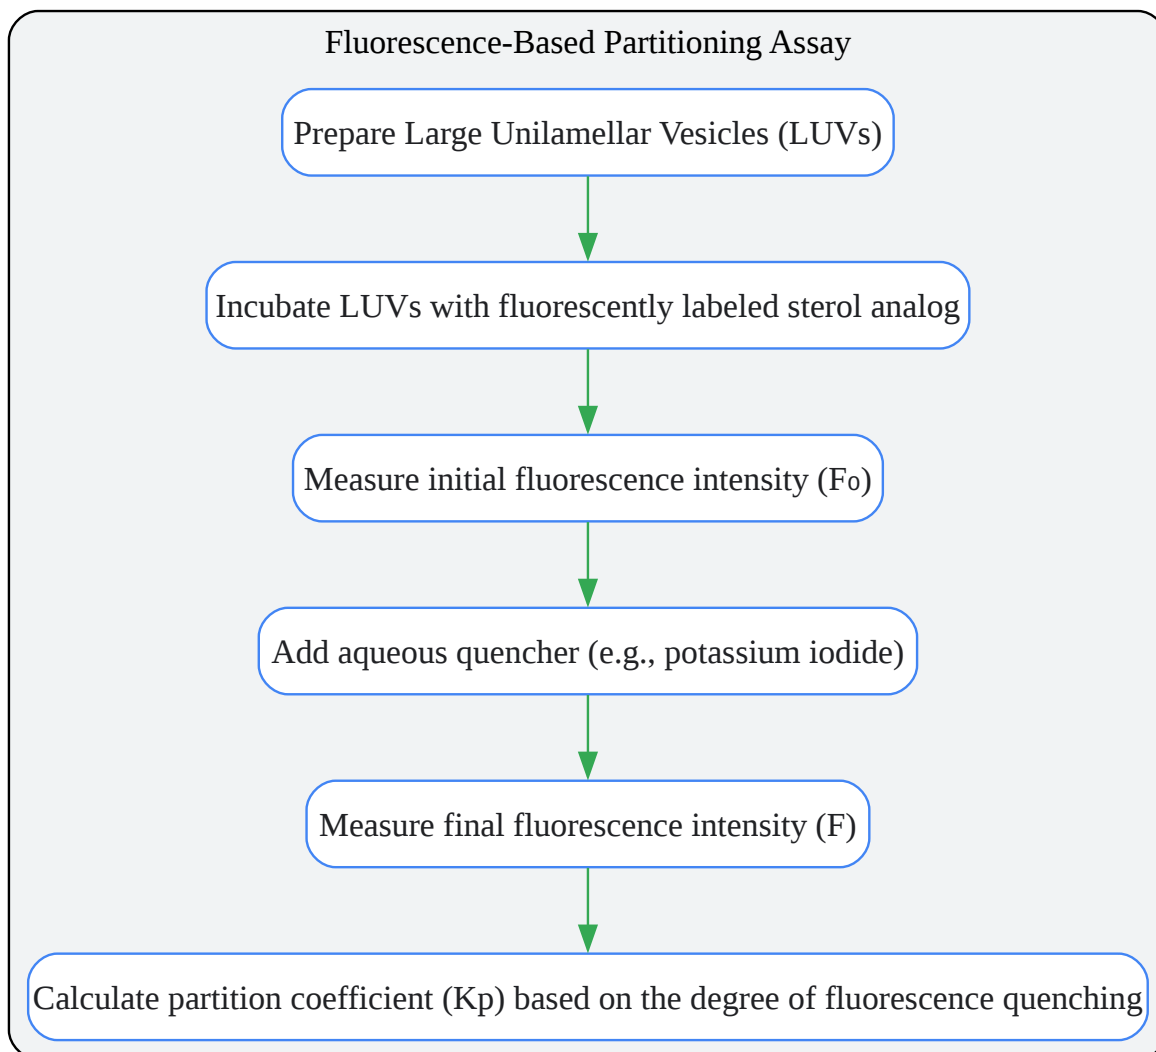 Fluorescence-Based Partitioning Assay
Prepare Large Unilamellar Vesicles (LUVs)
Incubate LUVs with fluorescently labeled sterol analog
Measure initial fluorescence intensity (F₀)
Add aqueous quencher (e.g., potassium iodide)
Measure final fluorescence intensity (F)
Calculate partition coefficient (Kp) based on the degree of fluorescence quenching